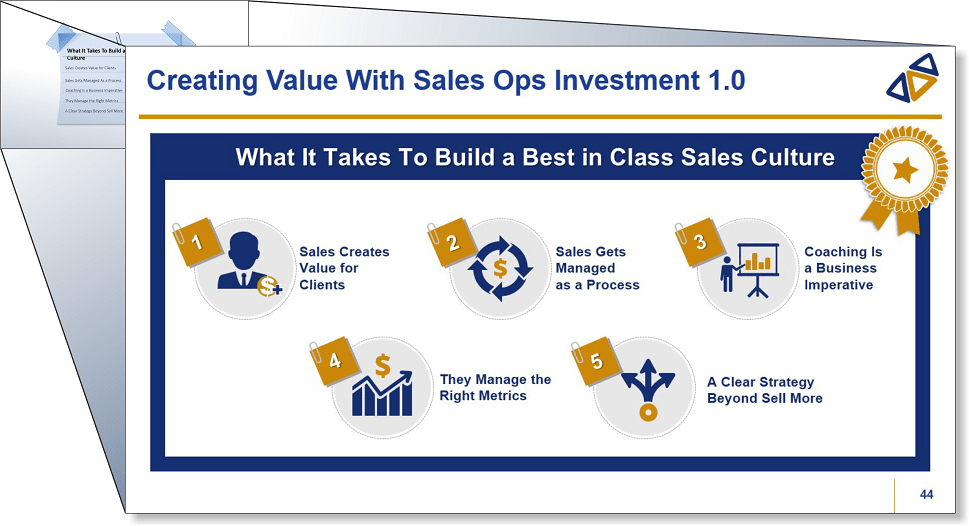 What It Takes To Build a
Culture
Sales Creates Value for Clients
Sales Gets Managed As a Process
Coaching Is a Business Imperative
They Manage the Right Metrics
A Clear Strategy Beyond Sell More
Creating Value With Sales Ops Investment 1.0
What It Takes To Build a Best in Class Sales Culture
1
Sales Creates
Value for
Clients
$+
2
$
Sales Gets
Managed
as a Process
3
Coaching Is
a Business
Imperative
4
$
They Manage the
Right Metrics
5
A Clear Strategy
Beyond Sell More
44